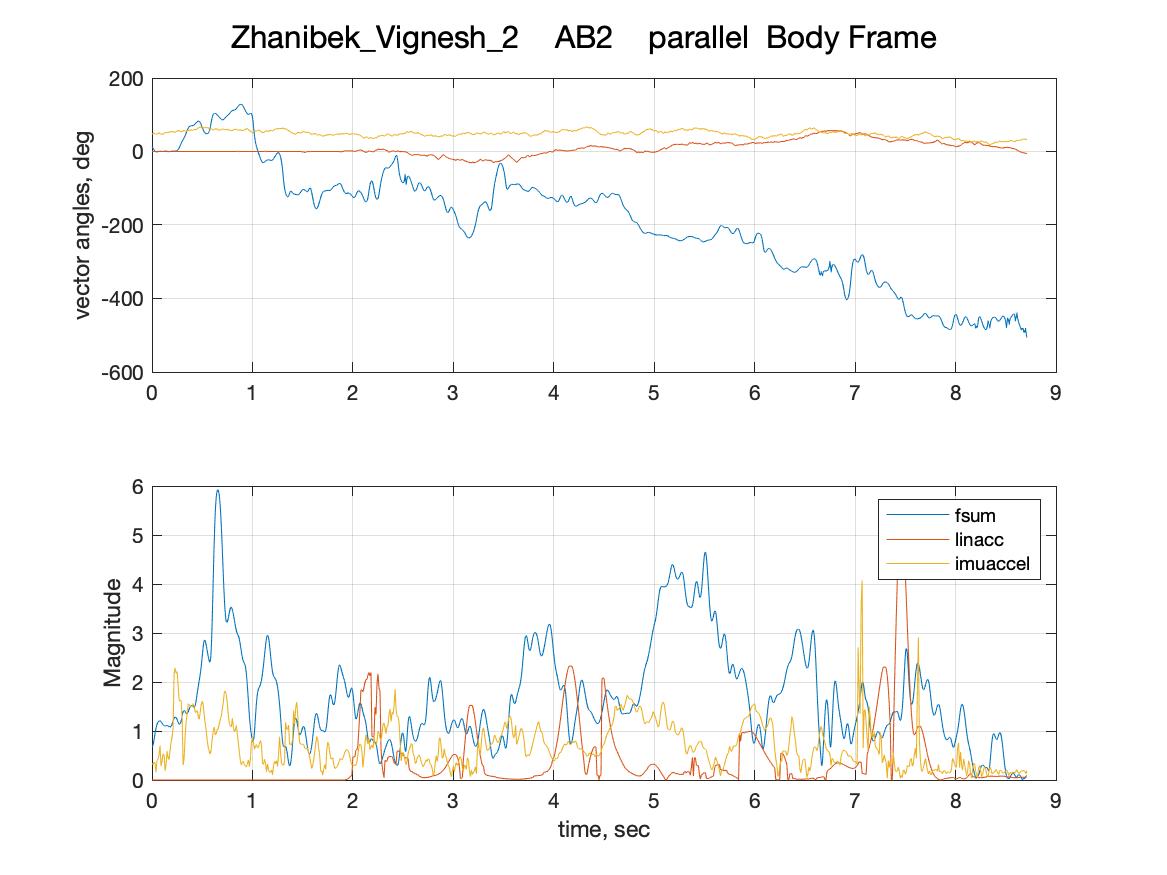 Zhanibek_Vignesh_2 AB2 parallel Body Frame
200
0
-200
-400
-600
vector angles, deg
0 1 2 3 4 5 6 7 8 9
6
5
4
3
2
1
0
Magnitude
fsum
linacc
imuaccel
0 1 2 3 4 5 6 7 8 9
time, sec